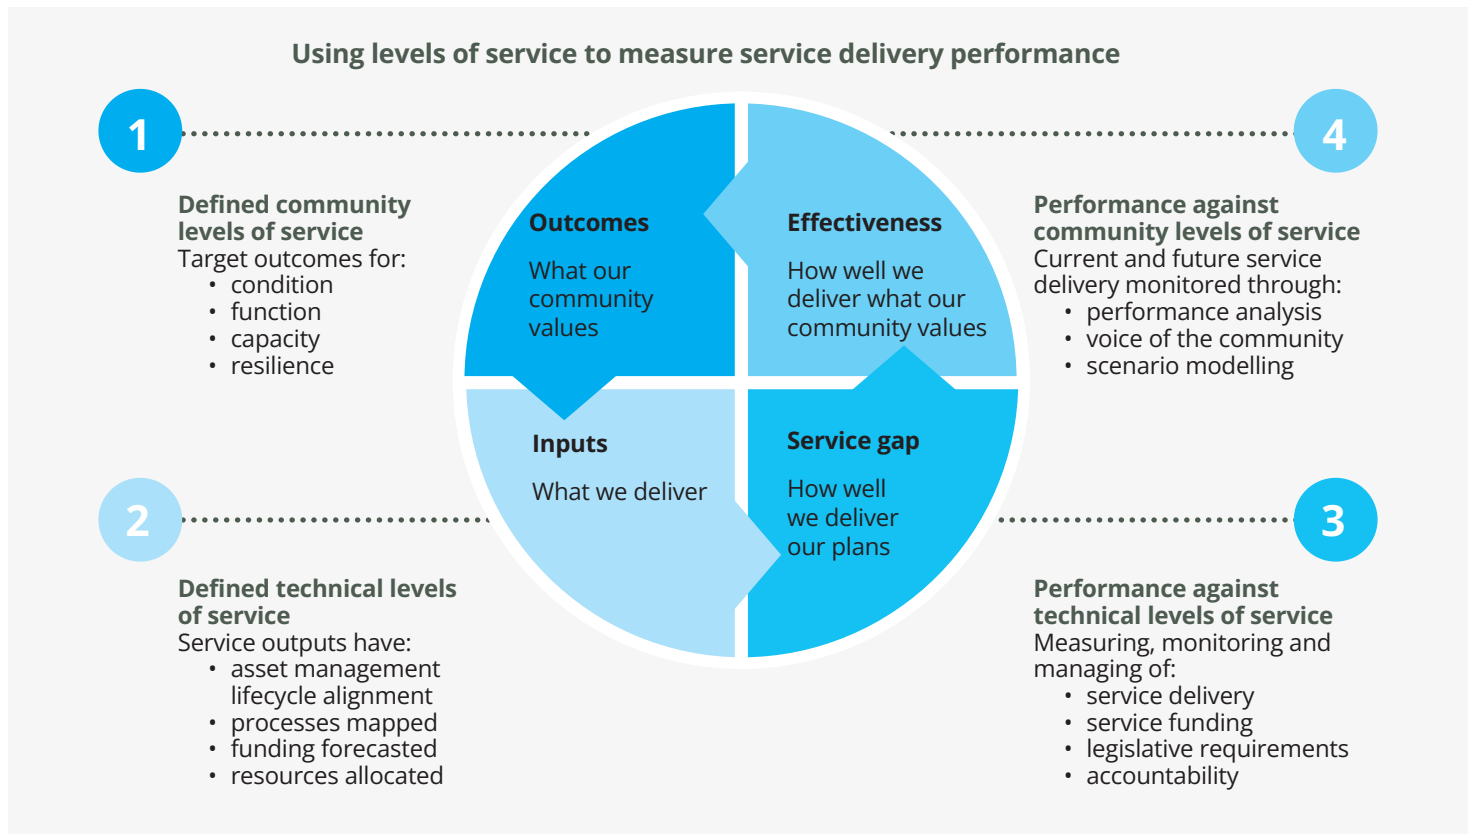 Using levels of service to measure service delivery performance
1
Defined community
levels of service
Target outcomes for:
• condition
• function
• capacity
• resilience
Outcomes
What our
community
values
2
Defined technical levels
of service
Service outputs have:
• asset management
lifecycle alignment
• processes mapped
• funding forecasted
• resources allocated
Inputs
What we deliver
3
Performance against
technical levels of service
Measuring, monitoring and
managing of:
• service delivery
• service funding
• legislative requirements
• accountability
Service gap
How well
we deliver
our plans
4
Performance against
community levels of service
Current and future service
delivery monitored through:
• performance analysis
• voice of the community
• scenario modelling
Effectiveness
How well we
deliver what our
community values